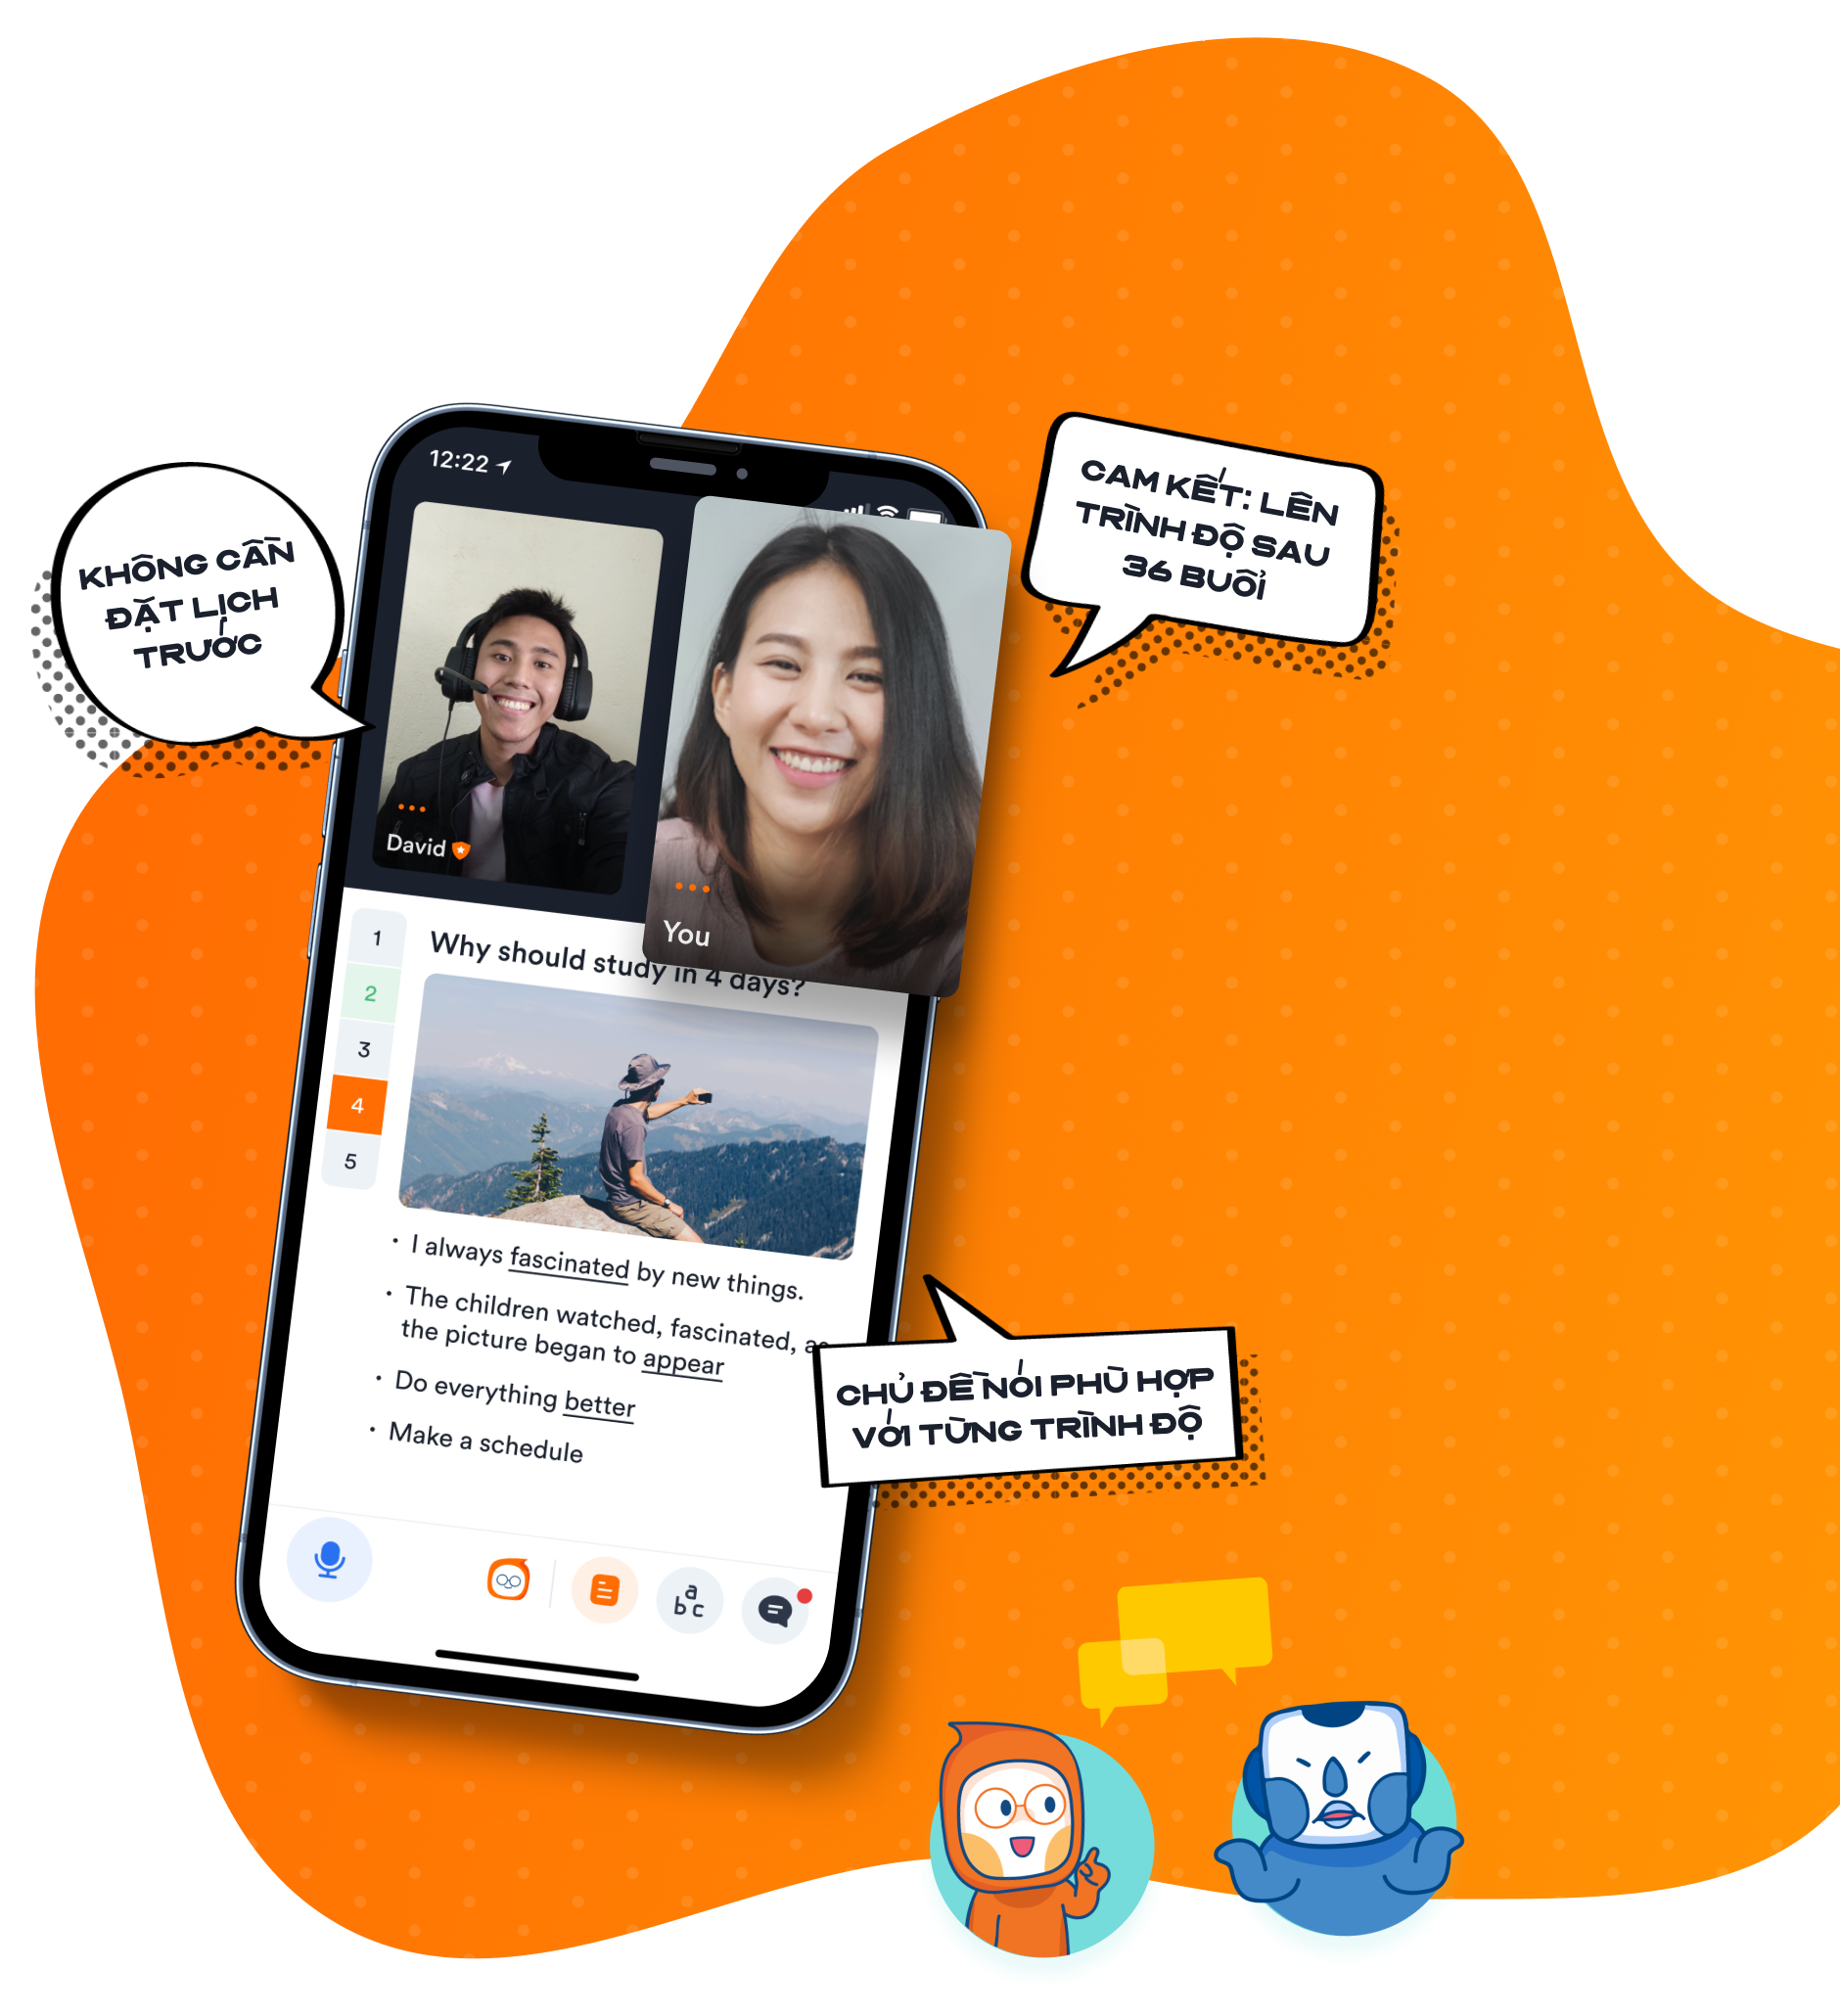 12:22
KHÔNG CẦN
ĐẶT LỊCH
TRƯỚC
CAM KẾT: LÊN
TRÌNH ĐỘ SAU
36 BUỔI
David
You
1
2
3
4
5
Why should study in 4 days?
• I always fascinated by new things.
• The children watched, fascinated, as
the picture began to appear
• Do everything better
• Make a schedule
CHỦ ĐỀ NÓI PHÙ HỢP
VỚI TỪNG TRÌNH ĐỘ
a
b c